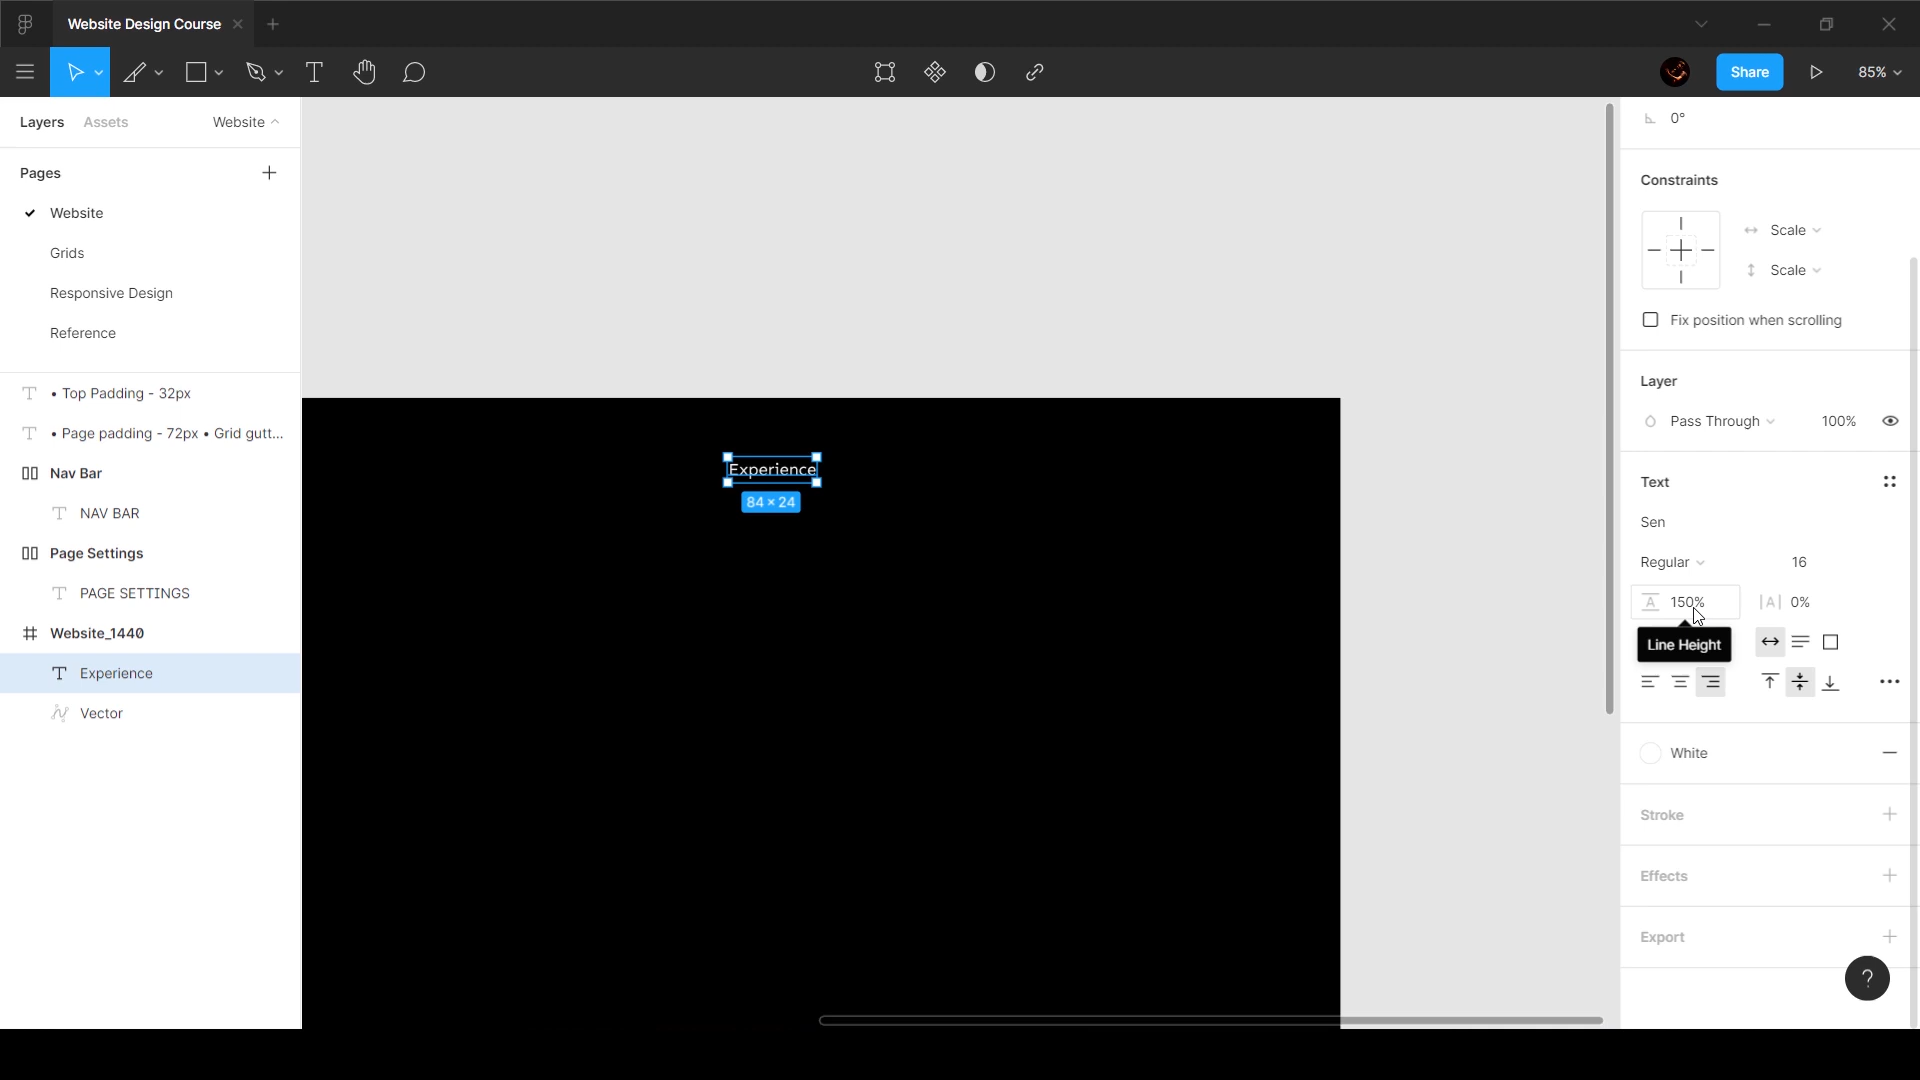 Website Design Course
Share
85%
Layers
Assets
Website
Pages
Website
Grids
Responsive Design
Reference
• Top Padding - 32px
• Page padding - 72px • Grid gutt...
Nav Bar
NAV BAR
Page Settings
PAGE SETTINGS
Website_1440
Experience
Vector
Experience
84 × 24
0°
Constraints
Scale
Scale
Fix position when scrolling
Layer
Pass Through
100%
Text
Sen
Regular
16
A 150%
|A| 0%
Line Height
White
Stroke
Effects
Export
?